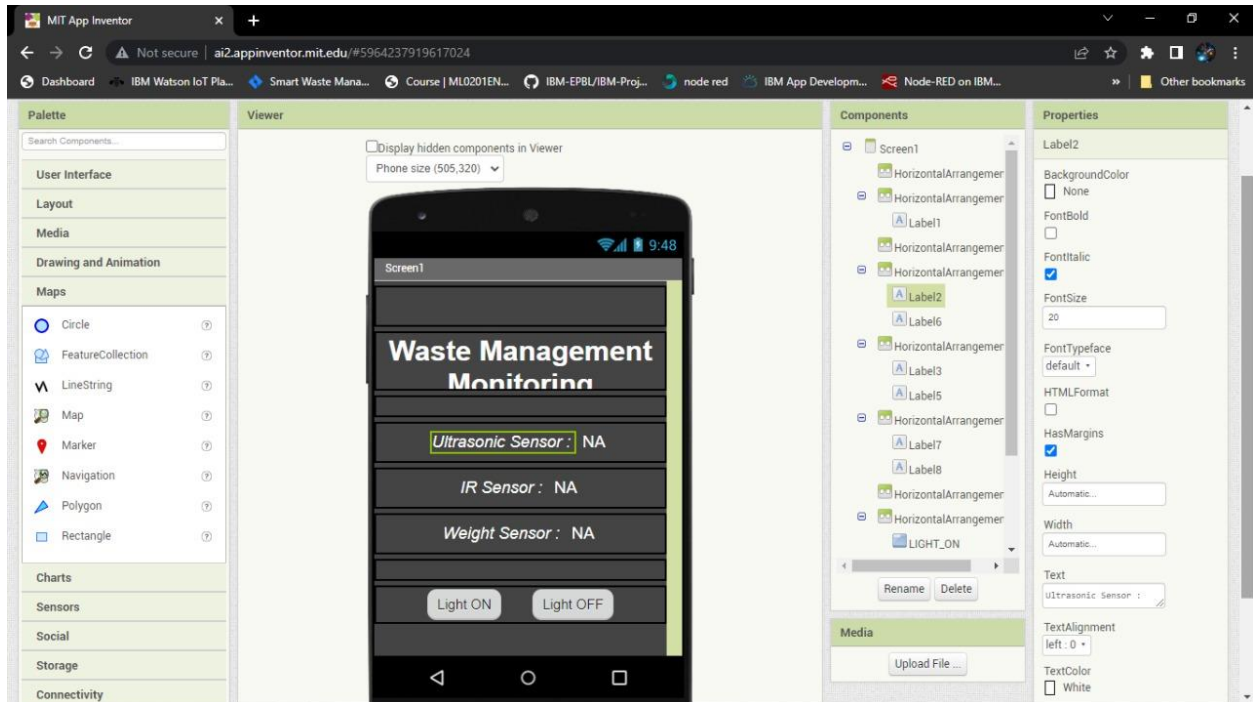 MIT App Inventor
Not secure | ai2.appinventor.mit.edu/#5964237919617024
Dashboard IBM Watson IoT Pla... Smart Waste Mana... Course | ML0201EN... IBM-EPBL/IBM-Proj... node red IBM App Developm... Node-RED on IBM... » Other bookmarks
Palette
Search Components...
User Interface
Layout
Media
Drawing and Animation
Maps
Circle
FeatureCollection
LineString
Map
Marker
Navigation
Polygon
Rectangle
Charts
Sensors
Social
Storage
Connectivity
Viewer
Display hidden components in Viewer
Phone size (505,320)
9:48
Screen1
Waste Management
Monitoring
Ultrasonic Sensor : NA
IR Sensor : NA
Weight Sensor : NA
Light ON Light OFF
Components
Screen1
HorizontalArrangemer
HorizontalArrangemer
Label1
HorizontalArrangemer
HorizontalArrangemer
Label2
Label6
HorizontalArrangemer
Label3
Label5
HorizontalArrangemer
Label7
Label8
HorizontalArrangemer
HorizontalArrangemer
LIGHT_ON
Rename Delete
Media
Upload File ...
Properties
Label2
BackgroundColor
None
FontBold
FontItalic
FontSize
20
FontTypeface
default
HTMLFormat
HasMargins
Height
Automatic...
Width
Automatic...
Text
Ultrasonic Sensor :
TextAlignment
left : 0
TextColor
White